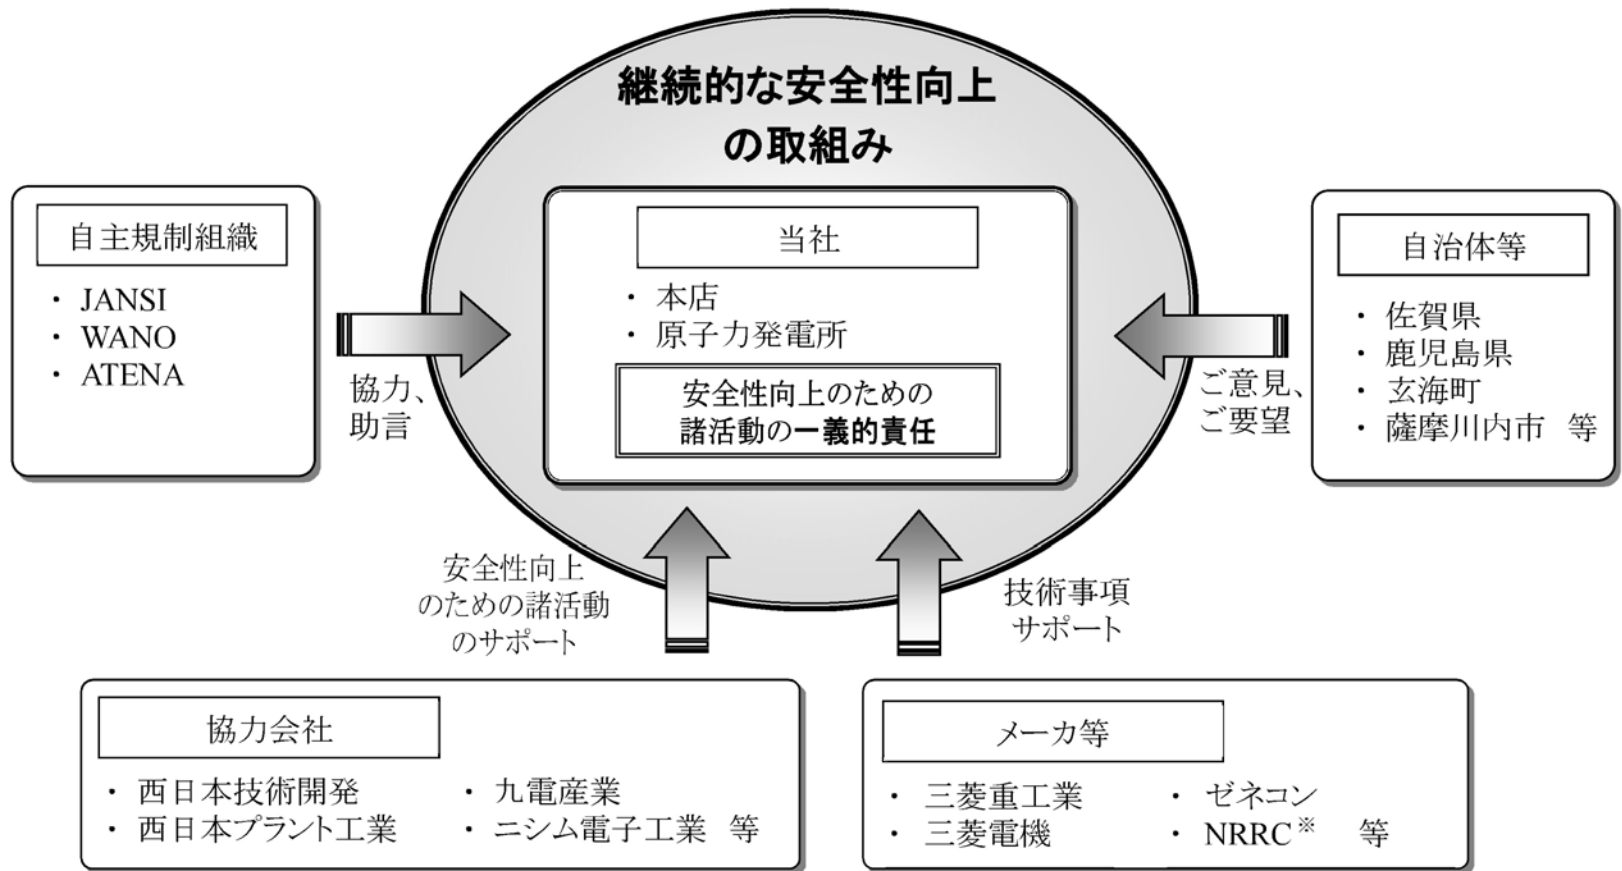 継続的な安全性向上
の取組み
自主規制組織
・ JANSI
・ WANO
・ ATENA
協力、
助言
当社
・ 本店
・ 原子力発電所
安全性向上のための
諸活動の一義的責任
自治体等
・ 佐賀県
・ 鹿児島県
・ 玄海町
・ 薩摩川内市 等
ご意見、
ご要望
安全性向上
のための諸活動
のサポート
技術事項
サポート
協力会社
・ 西日本技術開発
・ 西日本プラント工業
・ 九電産業
・ ニシム電子工業 等
メーカ等
・ 三菱重工業
・ 三菱電機
・ ゼネコン
・ NRRC※ 等